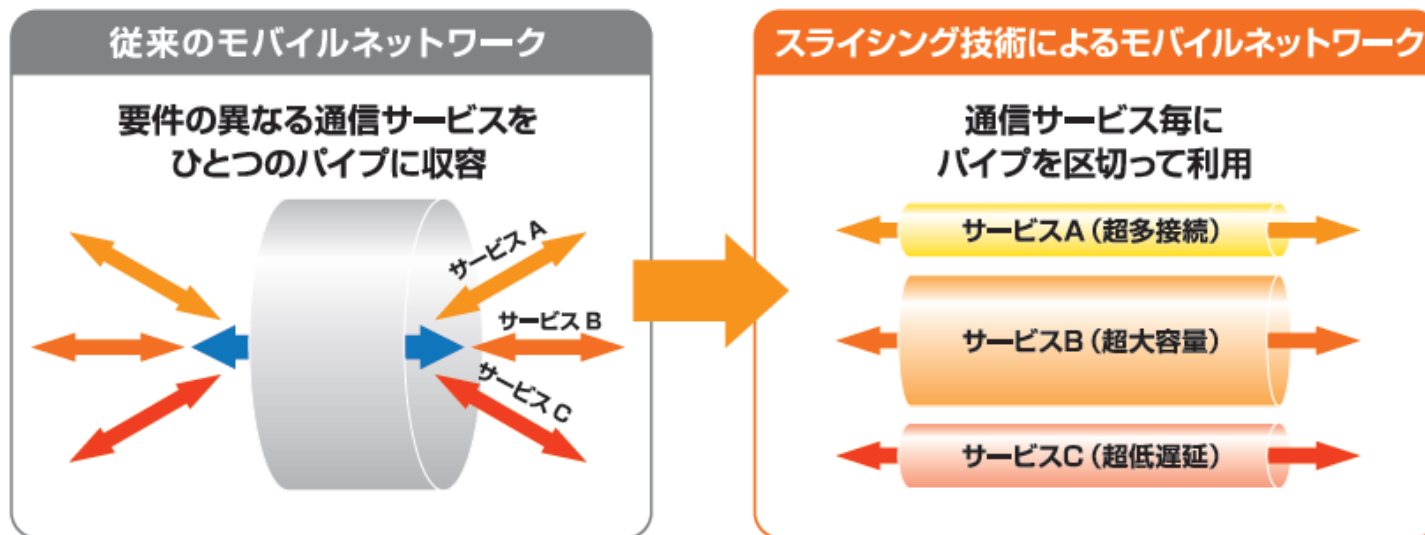 従来のモバイルネットワーク
要件の異なる通信サービスを
ひとつのパイプに収容
サービスA
サービスB
サービスC
スライシング技術によるモバイルネットワーク
通信サービス毎に
パイプを区切って利用
サービスA(超多接続)
サービスB(超大容量)
サービスC(超低遅延)